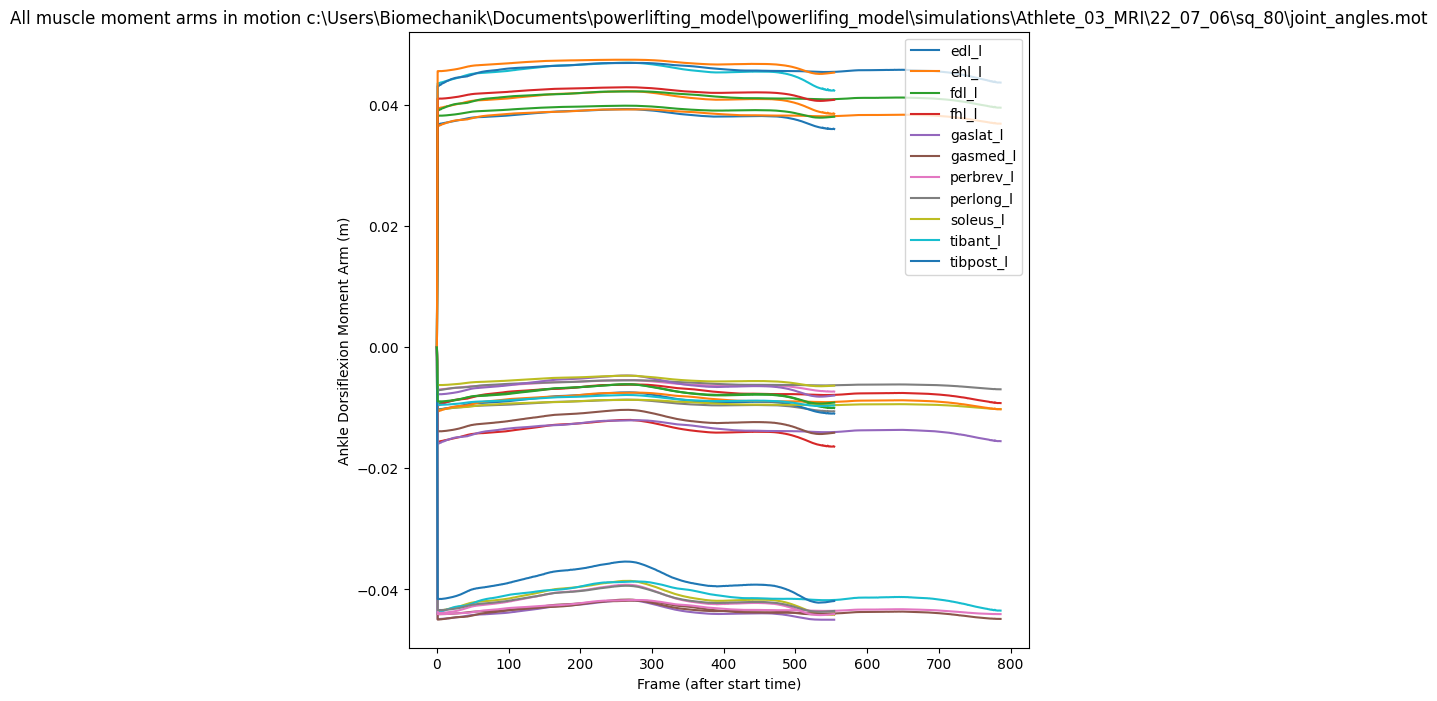 All muscle moment arms in motion c:\Users\Biomechanik\Documents\powerlifting_model\powerlifing_model\simulations\Athlete_03_MRI\22_07_06\sq_80\joint_angles.mot
edl_l
ehl_l
fdl_l
fhl_l
gaslat_l
gasmed_l
perbrev_l
perlong_l
soleus_l
tibant_l
tibpost_l
Ankle Dorsiflexion Moment Arm (m)
0.04
0.02
0.00
−0.02
−0.04
0
100
200
300
400
500
600
700
800
Frame (after start time)